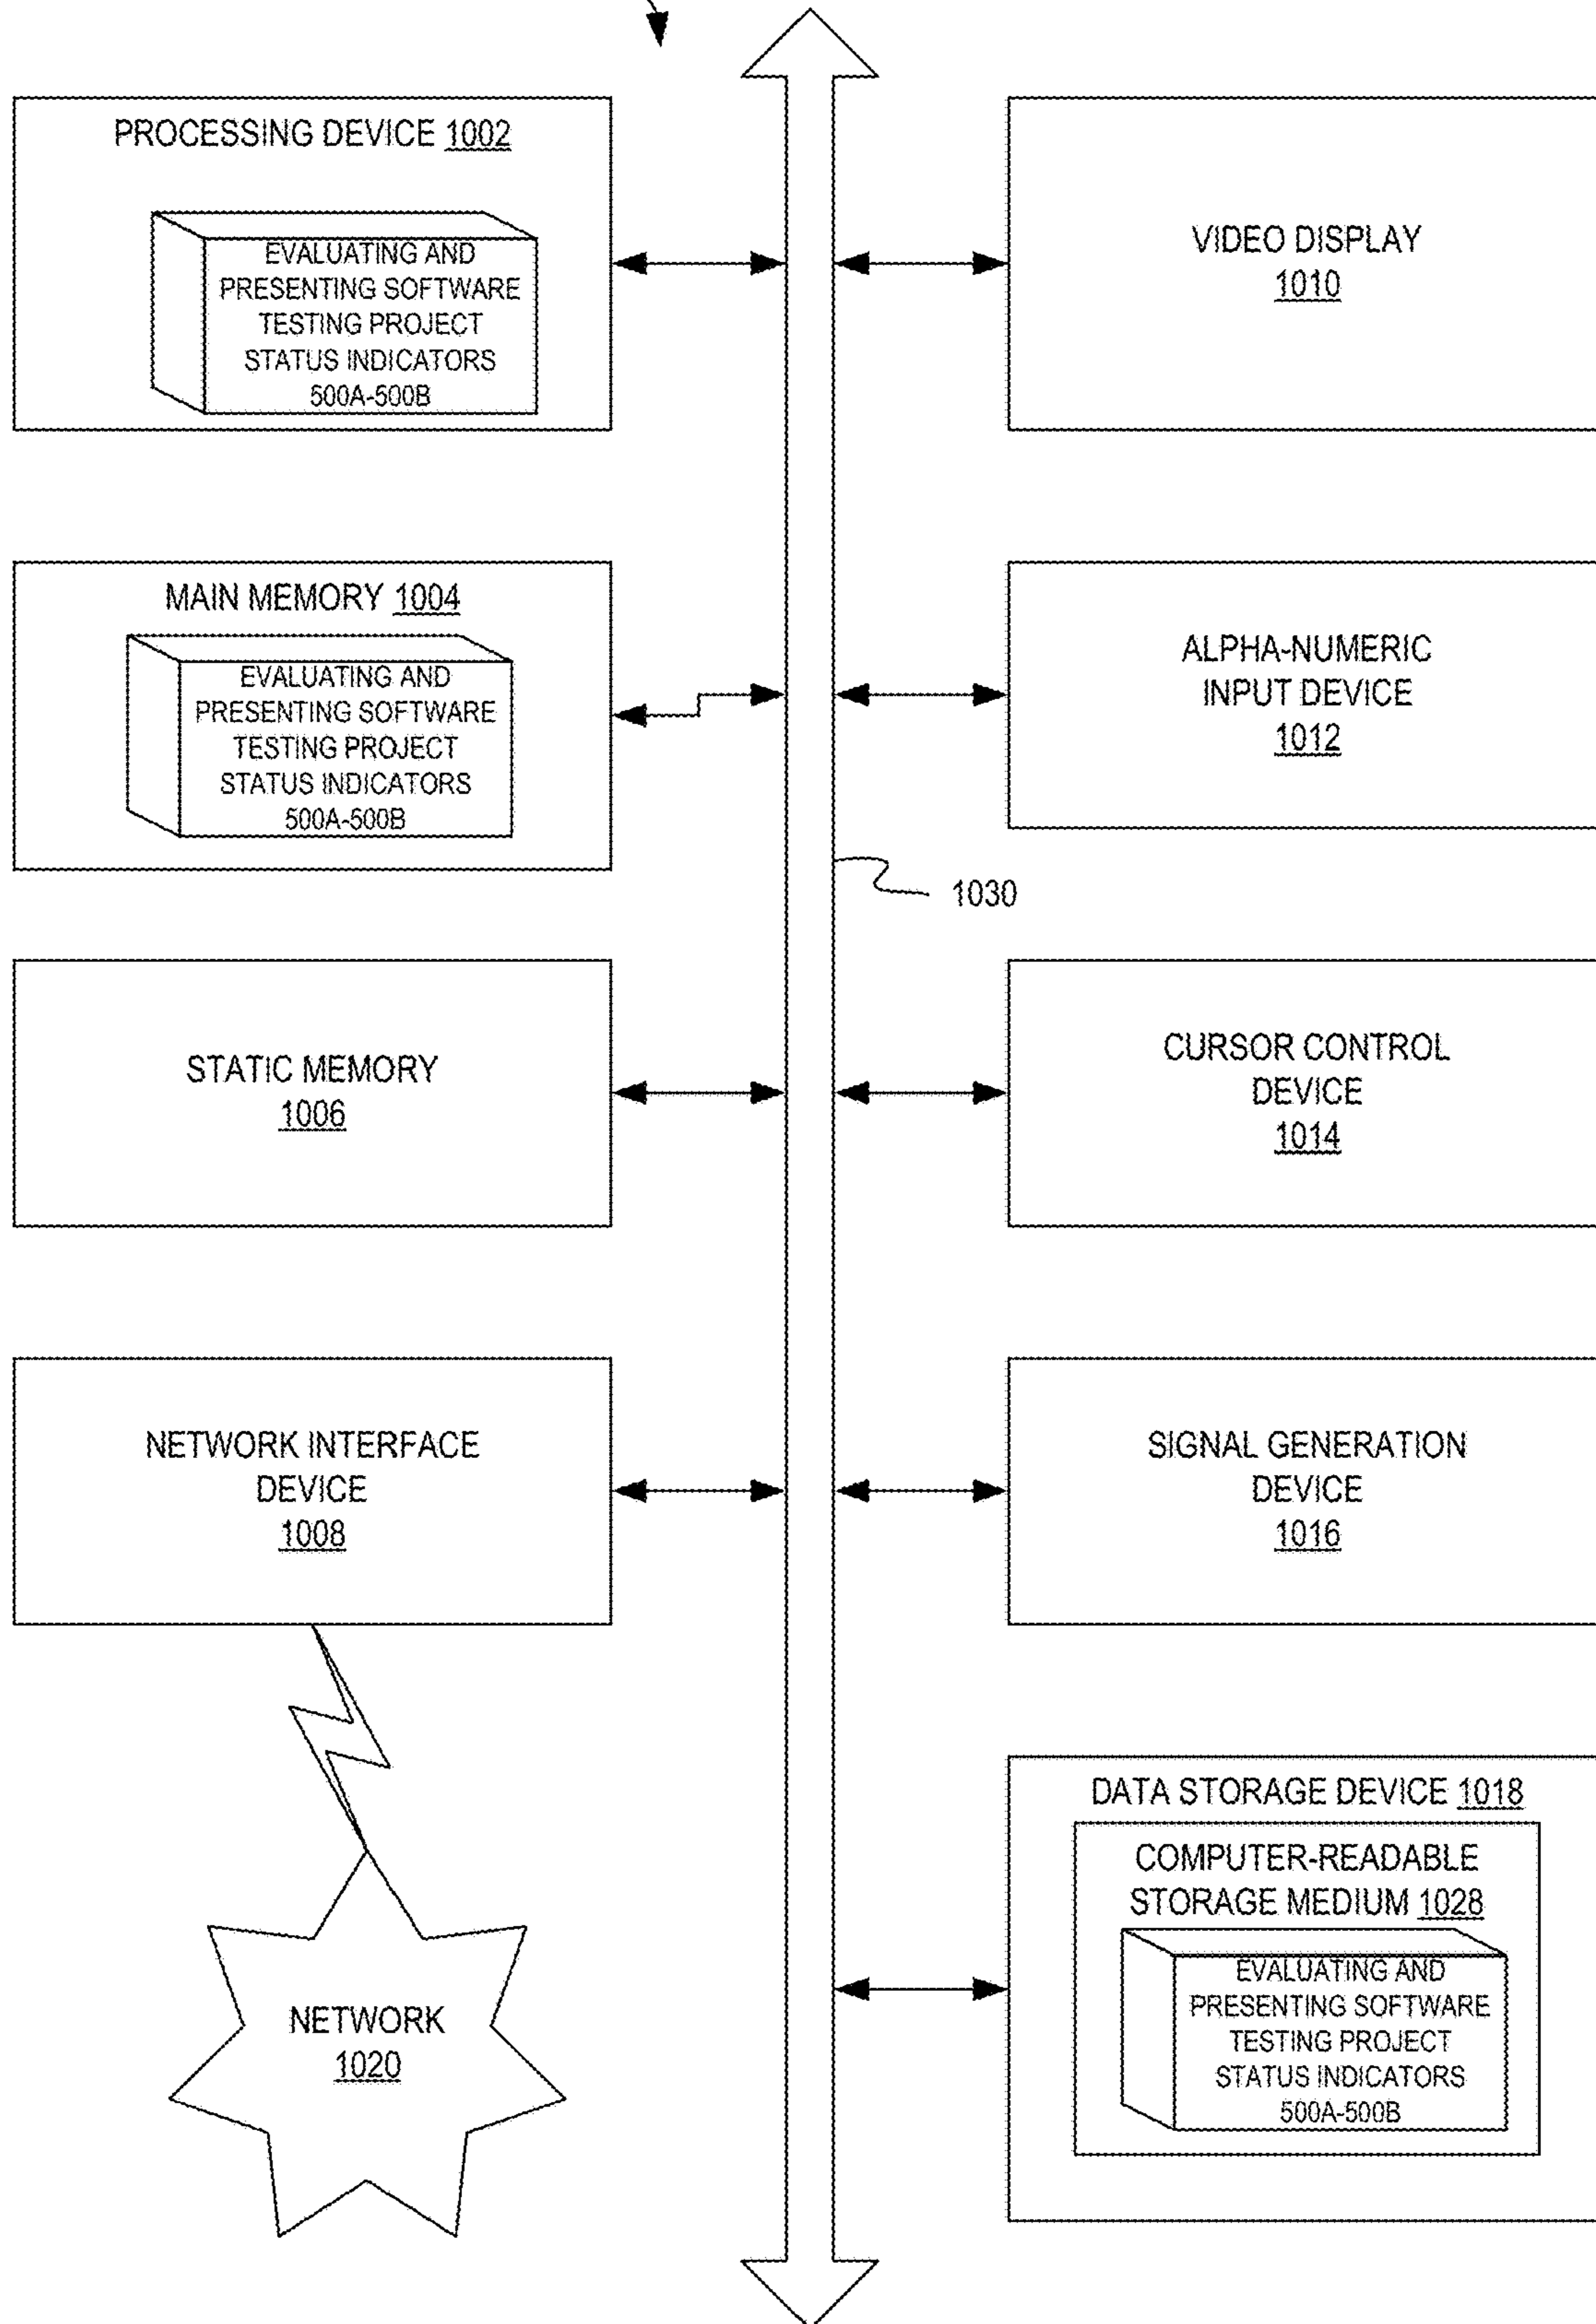 PROCESSING DEVICE 1002
EVALUATING AND
PRESENTING SOFTWARE
TESTING PROJECT
STATUS INDICATORS
500A-500B
VIDEO DISPLAY
1010
MAIN MEMORY 1004
EVALUATING AND
PRESENTING SOFTWARE
TESTING PROJECT
STATUS INDICATORS
500A-500B
ALPHA-NUMERIC
INPUT DEVICE
1012
1030
STATIC MEMORY
1006
CURSOR CONTROL
DEVICE
1014
NETWORK INTERFACE
DEVICE
1008
SIGNAL GENERATION
DEVICE
1016
DATA STORAGE DEVICE 1018
COMPUTER-READABLE
STORAGE MEDIUM 1028
EVALUATING AND
PRESENTING SOFTWARE
TESTING PROJECT
STATUS INDICATORS
500A-500B
NETWORK
1020